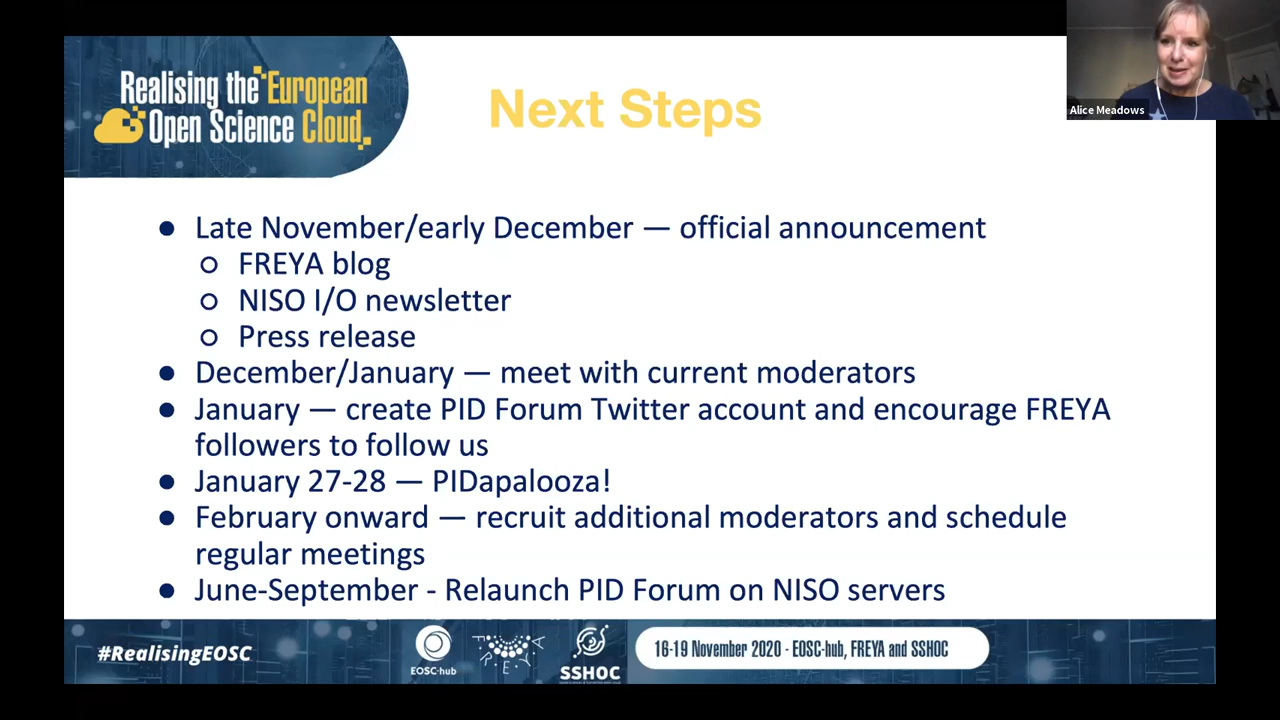 Realising the European
Open Science Cloud
Next Steps
Alice Meadows
● Late November/early December — official announcement
○ FREYA blog
○ NISO I/O newsletter
○ Press release
● December/January — meet with current moderators
● January — create PID Forum Twitter account and encourage FREYA
followers to follow us
● January 27-28 — PIDapalooza!
● February onward — recruit additional moderators and schedule
regular meetings
● June-September - Relaunch PID Forum on NISO servers
#RealisingEOSC
EOSC-hub
FREYA
SSHOC
16-19 November 2020 - EOSC-hub, FREYA and SSHOC